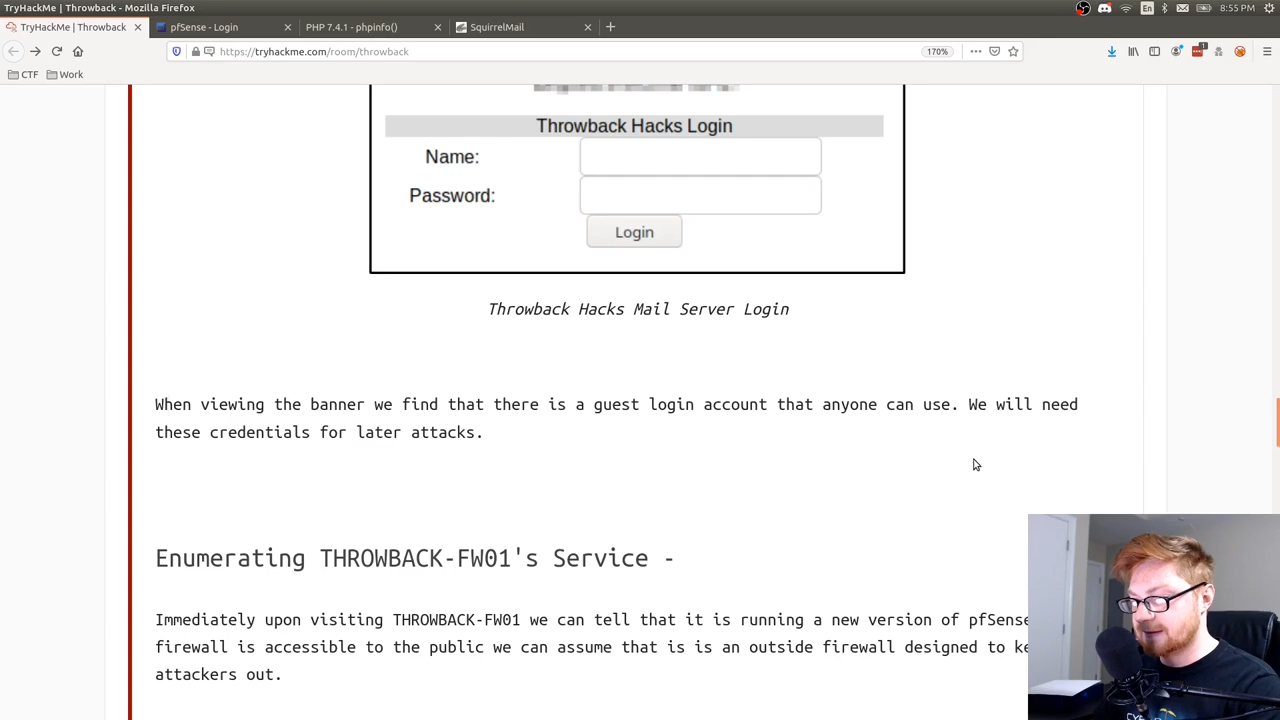 TryHackMe | Throwback - Mozilla Firefox
En
8:55 PM
TryHackMe | Throwback
pfSense - Login
PHP 7.4.1 - phpinfo()
SquirrelMail
https://tryhackme.com/room/throwback
170%
1
CTF
Work
Throwback Hacks Login
Name:
Password:
Login
Throwback Hacks Mail Server Login
When viewing the banner we find that there is a guest login account that anyone can use. We will need
these credentials for later attacks.
Enumerating THROWBACK-FW01's Service -
Immediately upon visiting THROWBACK-FW01 we can tell that it is running a new version of pfSense
firewall is accessible to the public we can assume that is is an outside firewall designed to ke
attackers out.